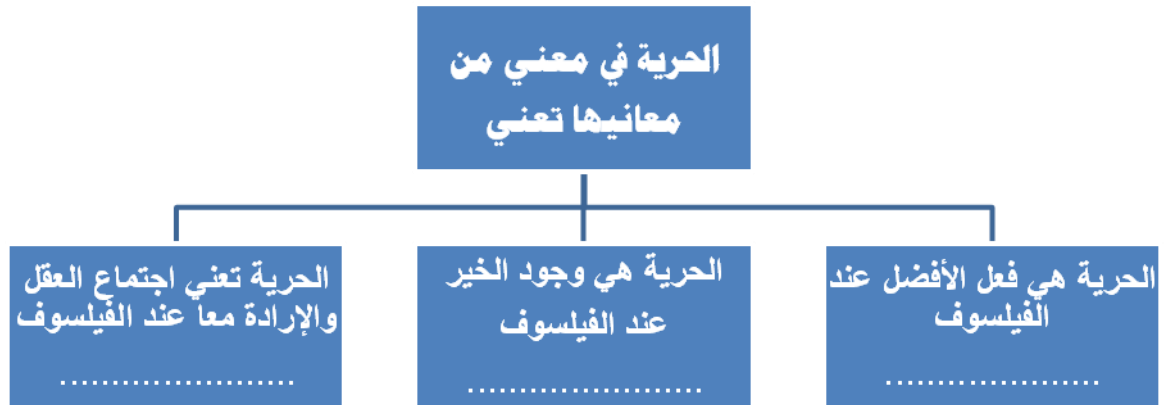 الحرية في معني من
معانيها تعني
الحرية هي فعل الأفضل عند
الفيلسوف
.....................
الحرية هي وجود الخير
عند الفيلسوف
.......................
الحرية تعني اجتماع العقل
والإرادة معا عند الفيلسوف
.......................